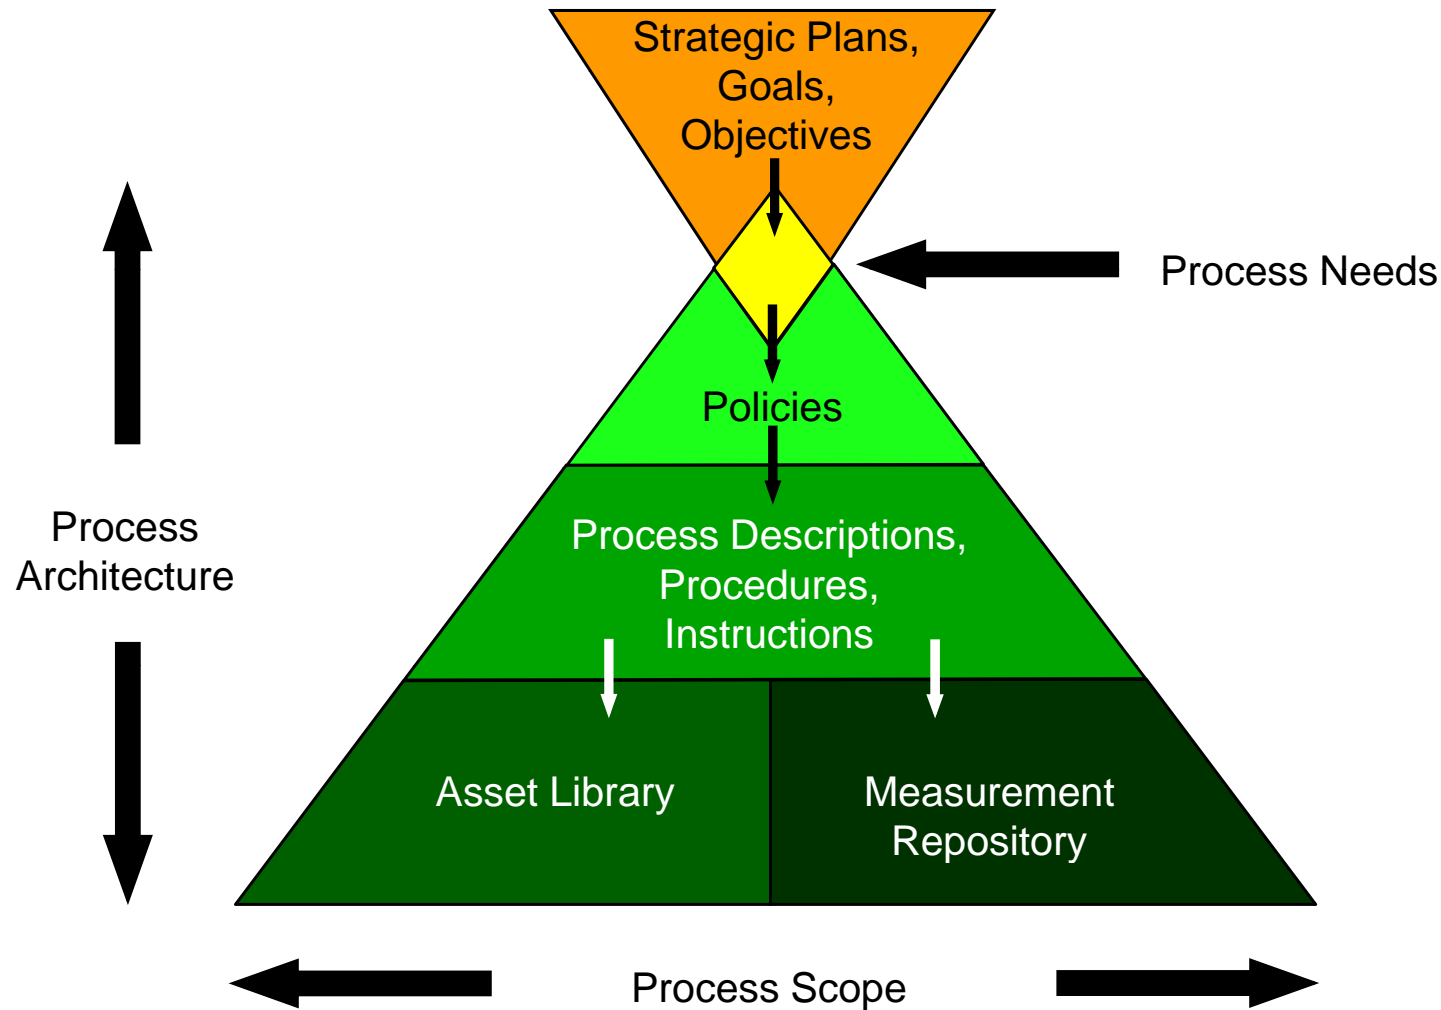 Strategic Plans,
Goals,
Objectives
Process Needs
Policies
Process
Architecture
Process Descriptions,
Procedures,
Instructions
Asset Library
Measurement
Repository
Process Scope